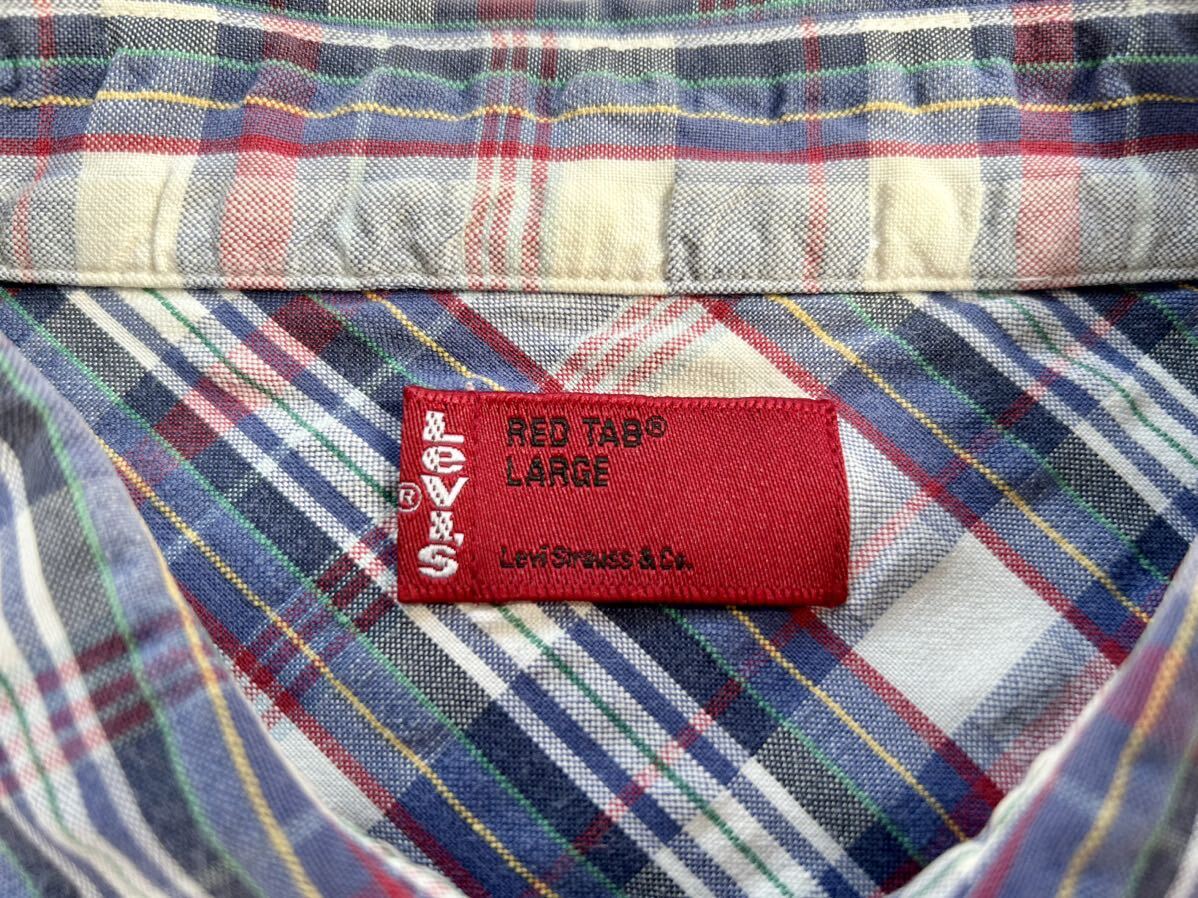 LEVI'S
®
RED TAB®
LARGE
Levi Strauss & Co.